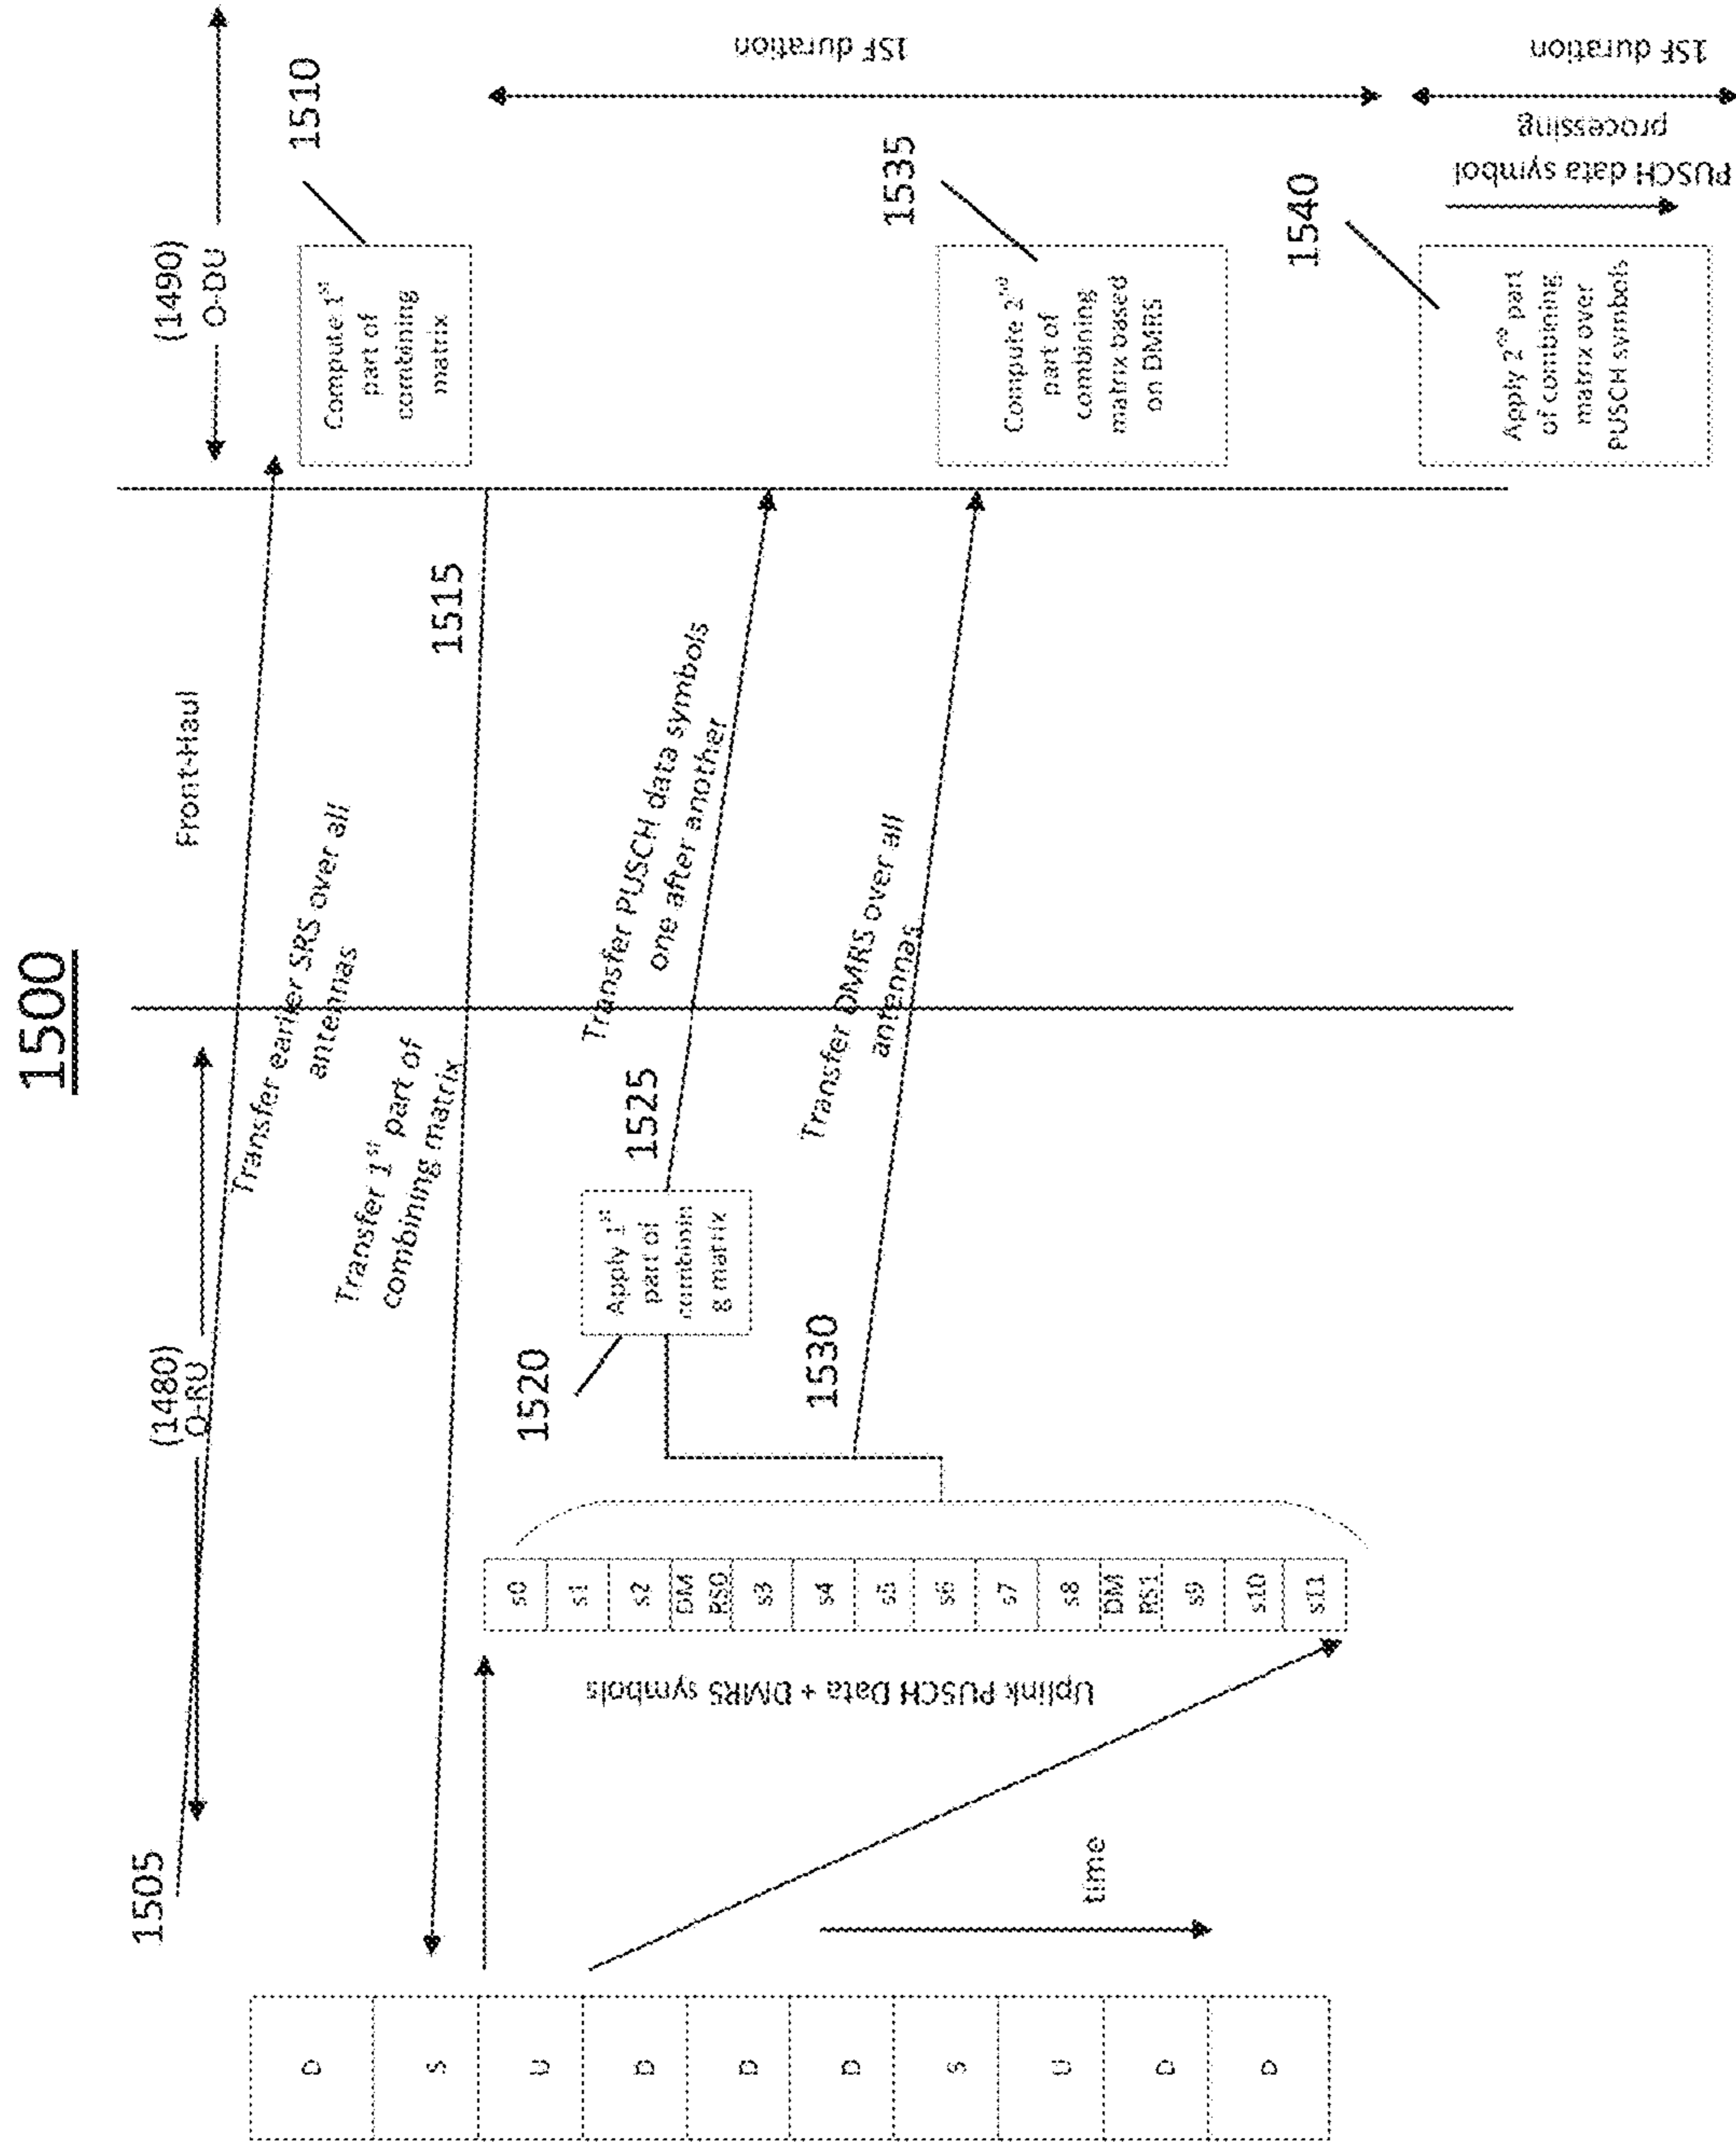 1500
(1480)
O-RU
Front-Haul
(1490)
O-DU
1505
Transfer earlier SRS over all
antennas
1510
Compute 1st
part of
combining
matrix
Transfer 1st part of
combining matrix
1515
D
S
U
D
D
D
S
U
D
D
time
Uplink PUSCH Data + DMRS symbols
s0
s1
s2
DM
RS0
s3
s4
s5
s6
s7
s8
DM
RS1
s9
s10
s11
1520
Apply 1st
part of
combinin
g matrix
1525
Transfer PUSCH data symbols
one after another
1530
Transfer DMRS over all
antennas
1535
Compute 2nd
part of
combining
matrix based
on DMRS
1SF duration
1540
Apply 2nd part
of combining
matrix over
PUSCH symbols
PUSCH data symbol
processing
1SF duration